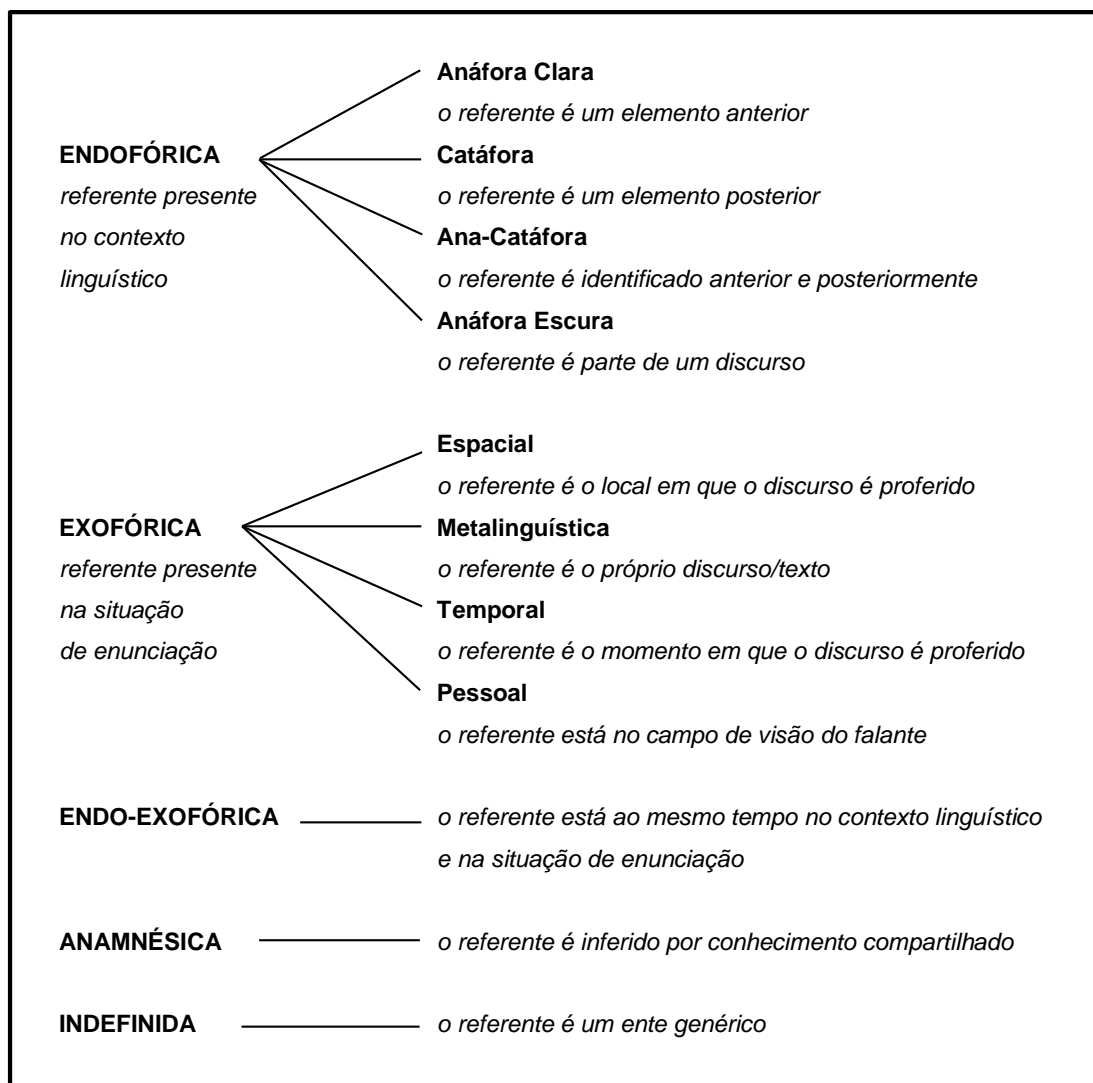 Anáfora Clara
o referente é um elemento anterior
ENDOFÓRICA
Catáfora
referente presente
o referente é um elemento posterior
no contexto
Ana-Catáfora
linguístico
o referente é identificado anterior e posteriormente
Anáfora Escura
o referente é parte de um discurso
Espacial
o referente é o local em que o discurso é proferido
EXOFÓRICA
Metalinguística
referente presente
o referente é o próprio discurso/texto
na situação
Temporal
de enunciação
o referente é o momento em que o discurso é proferido
Pessoal
o referente está no campo de visão do falante
ENDO-EXOFÓRICA
o referente está ao mesmo tempo no contexto linguístico
e na situação de enunciação
ANAMNÉSICA
o referente é inferido por conhecimento compartilhado
INDEFINIDA
o referente é um ente genérico